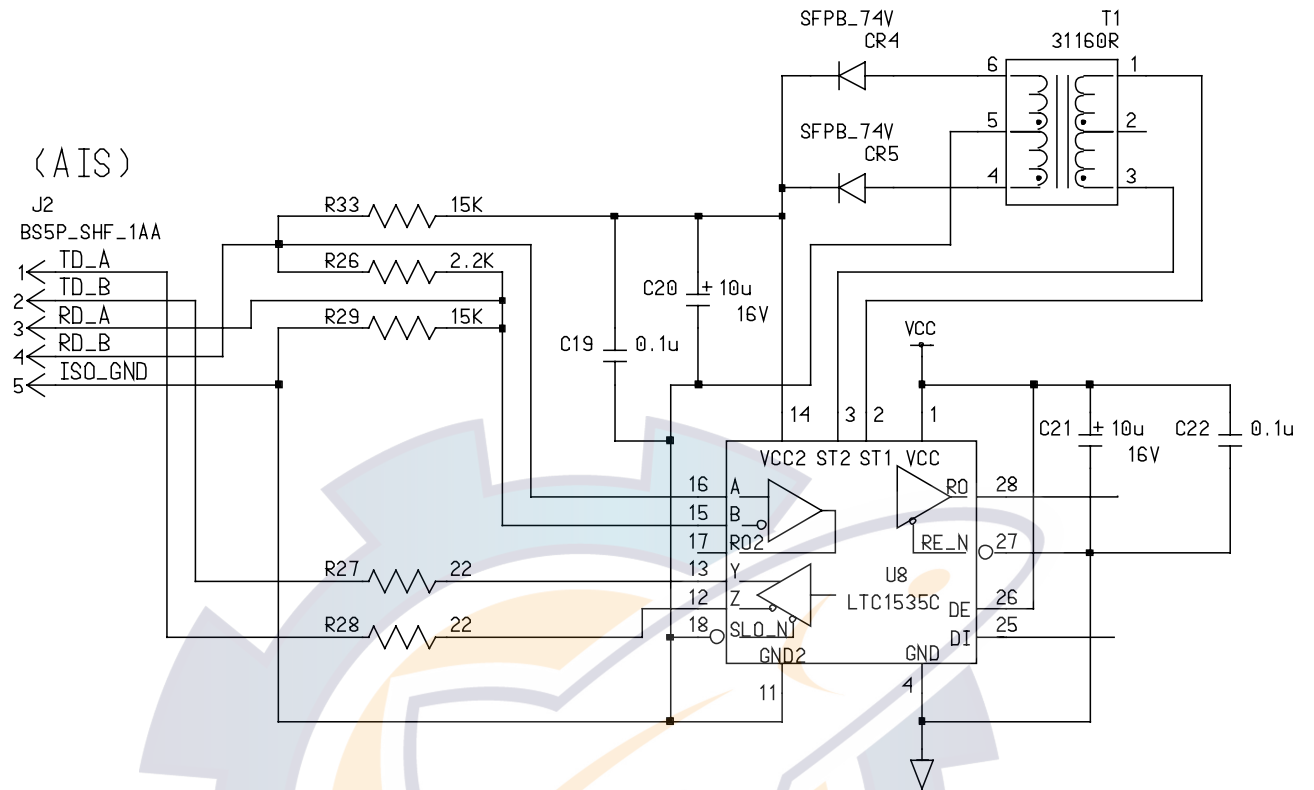 SFPB_74V
CR4
T1
31160R
6
1
5
2
SFPB_74V
CR5
4
3
(AIS)
J2
BS5P_SHF_1AA
R33 15K
1 TD_A
R26 2.2K
2 TD_B
3 RD_A
R29 15K
4 RD_B
5 ISO_GND
C20 + 10u
16V
C19 0.1u
VCC
14 3 2 1
C21 + 10u
16V
C22 0.1u
VCC2 ST2 ST1 VCC
16 A
RO 28
15 B
17 RO2
RE_N 27
R27 22
13 Y
U8
12 Z
LTC1535C
DE 26
R28 22
18 SLO_N
DI 25
GND2 GND
11
4